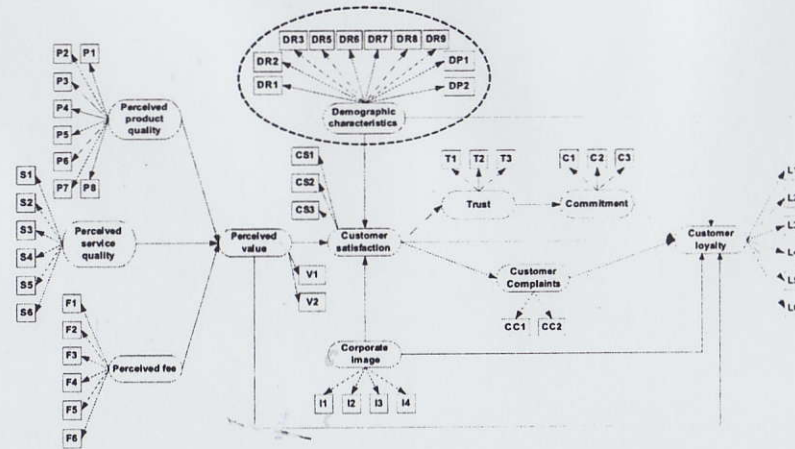 DR3 DR5 DR6 DR7 DR8 DR9
DR2
DP1
DR1
DP2
Demographic
characteristics
P2 P1
P3
P4
P5
P6
P7 P8
Perceived
product
quality
S1
S2
S3
S4
S5
S6
Perceived
service
quality
F1
F2
F3
F4
F5
F6
Perceived fee
Perceived
value
V1
V2
CS1
CS2
CS3
Customer
satisfaction
T1 T2 T3
Trust
C1 C2 C3
Commitment
Customer
Complaints
CC1 CC2
Corporate
Image
I1 I2 I3 I4
Customer
loyalty